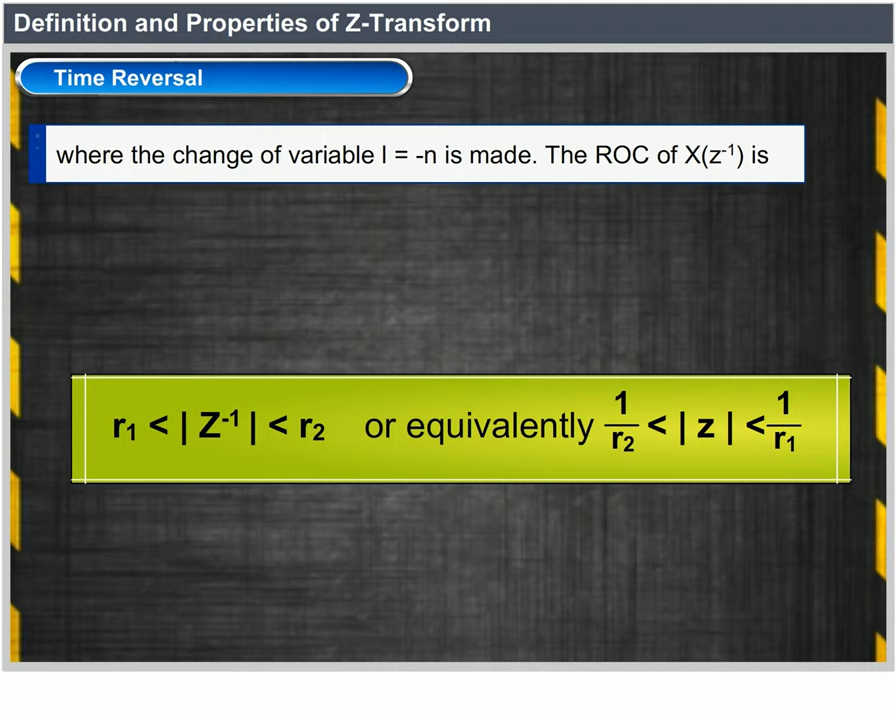 Definition and Properties of Z-Transform
Time Reversal
where the change of variable l = -n is made. The ROC of X(z⁻¹) is
r₁ < | Z⁻¹ | < r₂ or equivalently 1/r₂ < | z | < 1/r₁